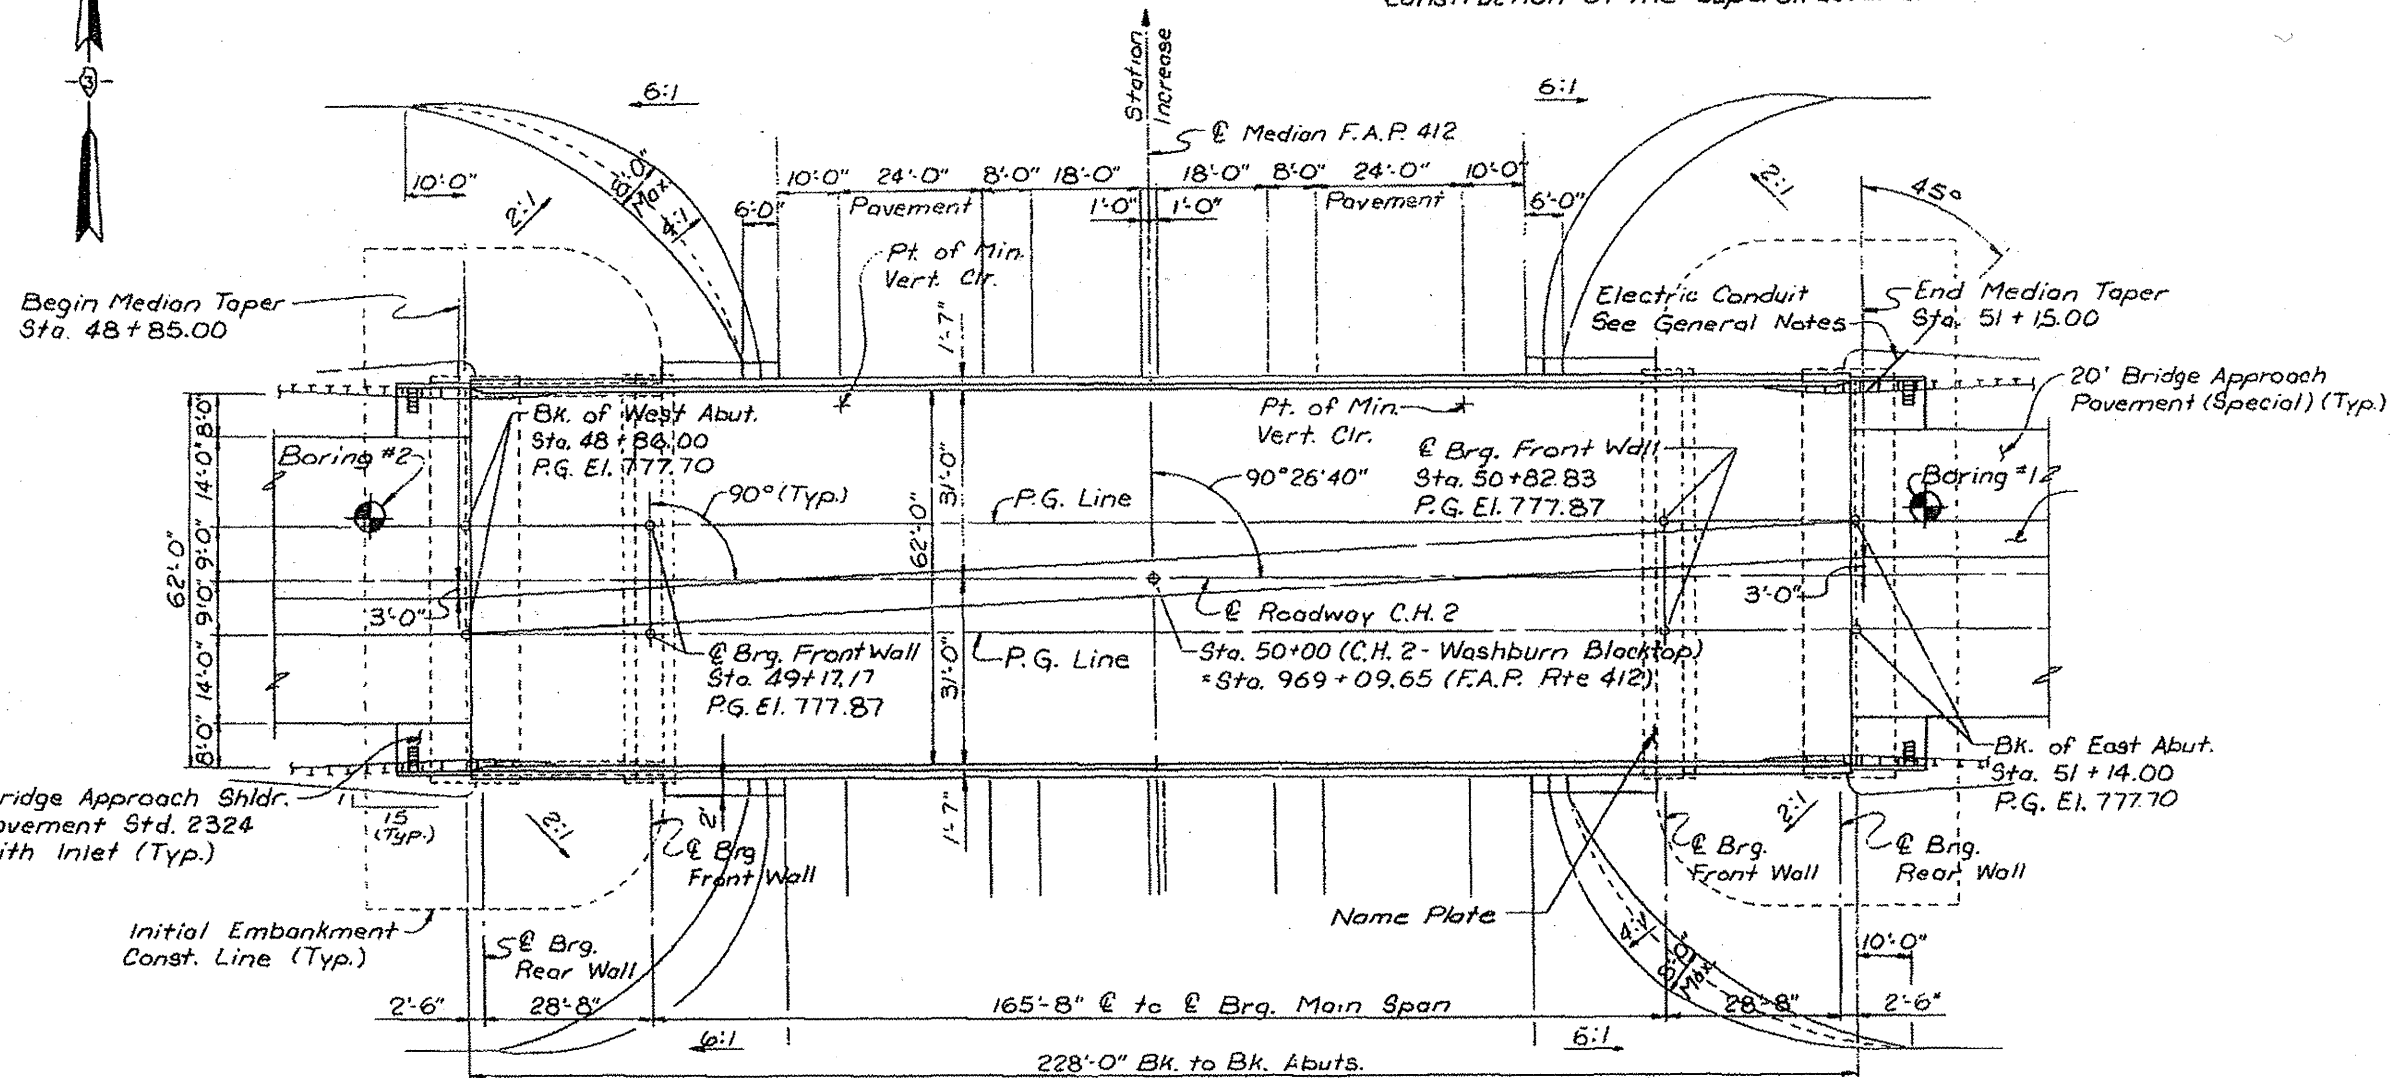 Construction of the
3
Station
Increase
6:1
6:1
℄ Median F.A.P. 412
10'-0"
10'-0" 24'-0" 8'-0" 18'-0"
18'-0" 8'-0" 24'-0" 10'-0"
Pavement
Pavement
6'-0"
1'-0"
1'-0"
6'-0"
2:1
Max
4:1
2:1
45°
Pt. of Min.
Vert. Clr.
1'-7"
Begin Median Taper
Sta. 48+85.00
Electric Conduit
See General Notes
End Median Taper
Sta. 51+15.00
20' Bridge Approach
Pavement (Special) (Typ.)
Bk. of West Abut.
Sta. 48+86.00
P.G. El. 777.70
Pt. of Min.
Vert. Clr.
Boring #2
90° (Typ.)
P.G. Line
90°26'40"
℄ Brg. Front Wall
Sta. 50+82.83
P.G. El. 777.87
Boring #1
62'-0"
8'-0" 14'-0" 9'-0" 9'-0" 14'-0" 8'-0"
62'-0"
31'-0"
31'-0"
3'-0"
3'-0"
℄ Roadway C.H. 2
℄ Brg. Front Wall
Sta. 49+17.17
P.G. El. 777.87
P.G. Line
Sta. 50+00 (C.H. 2 - Washburn Blacktop)
=Sta. 969+09.65 (F.A.P. Rte 412)
Bk. of East Abut.
Sta. 51+14.00
P.G. El. 777.70
ridge Approach Shldr.
vement Std. 2324
ith Inlet (Typ.)
1
15
(Typ.)
2:1
2'
1'-7"
℄ Brg
Front Wall
℄ Brg.
Front Wall
2:1
℄ Brg.
Rear Wall
Name Plate
Initial Embankment
Const. Line (Typ.)
℄ Brg.
Rear Wall
4:1
8'-0"
Max
10'-0"
2'-6" 28'-8" 165'-8" ℄ to ℄ Brg. Main Span 28'-8" 2'-6"
6:1
6:1
228'-0" Bk. to Bk. Abuts.